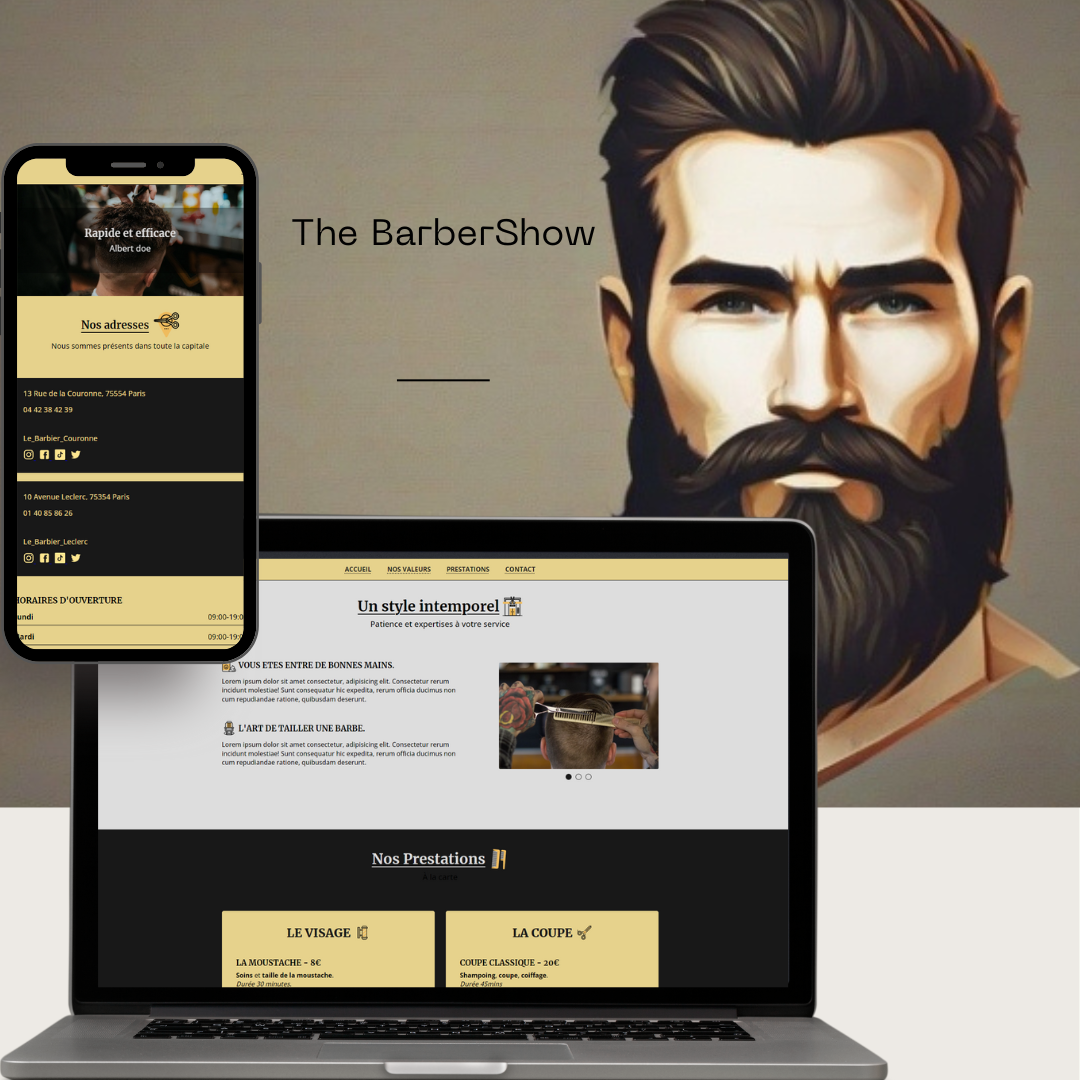 The BarberShow
Rapide et efficace
Albert doe
Nos adresses
Nous sommes présents dans toute la capitale
13 Rue de la Couronne, 75554 Paris
04 42 38 42 39
Le_Barbier_Couronne
10 Avenue Leclerc, 75354 Paris
01 40 85 86 26
Le_Barbier_Leclerc
HORAIRES D'OUVERTURE
undi 09:00-19:0
ardi 09:00-19:
ACCUEIL NOS VALEURS PRESTATIONS CONTACT
Un style intemporel
Patience et expertises à votre service
VOUS ETES ENTRE DE BONNES MAINS.
Lorem ipsum dolor sit amet consectetur, adipisicing elit. Consectetur rerum
incidunt molestiae! Sunt consequatur hic expedita, rerum officia ducimus non
cum repudiandae ratione, quibusdam deserunt.
L'ART DE TAILLER UNE BARBE.
Lorem ipsum dolor sit amet consectetur, adipisicing elit. Consectetur rerum
incidunt molestiae! Sunt consequatur hic expedita, rerum officia ducimus non
cum repudiandae ratione, quibusdam deserunt.
Nos Prestations
A la carte
LE VISAGE
LA MOUSTACHE - 8€
Soins et taille de la moustache.
Durée 30 minutes.
LA COUPE
COUPE CLASSIQUE - 20€
Shampoing, coupe, coiffage.
Durée 45mins